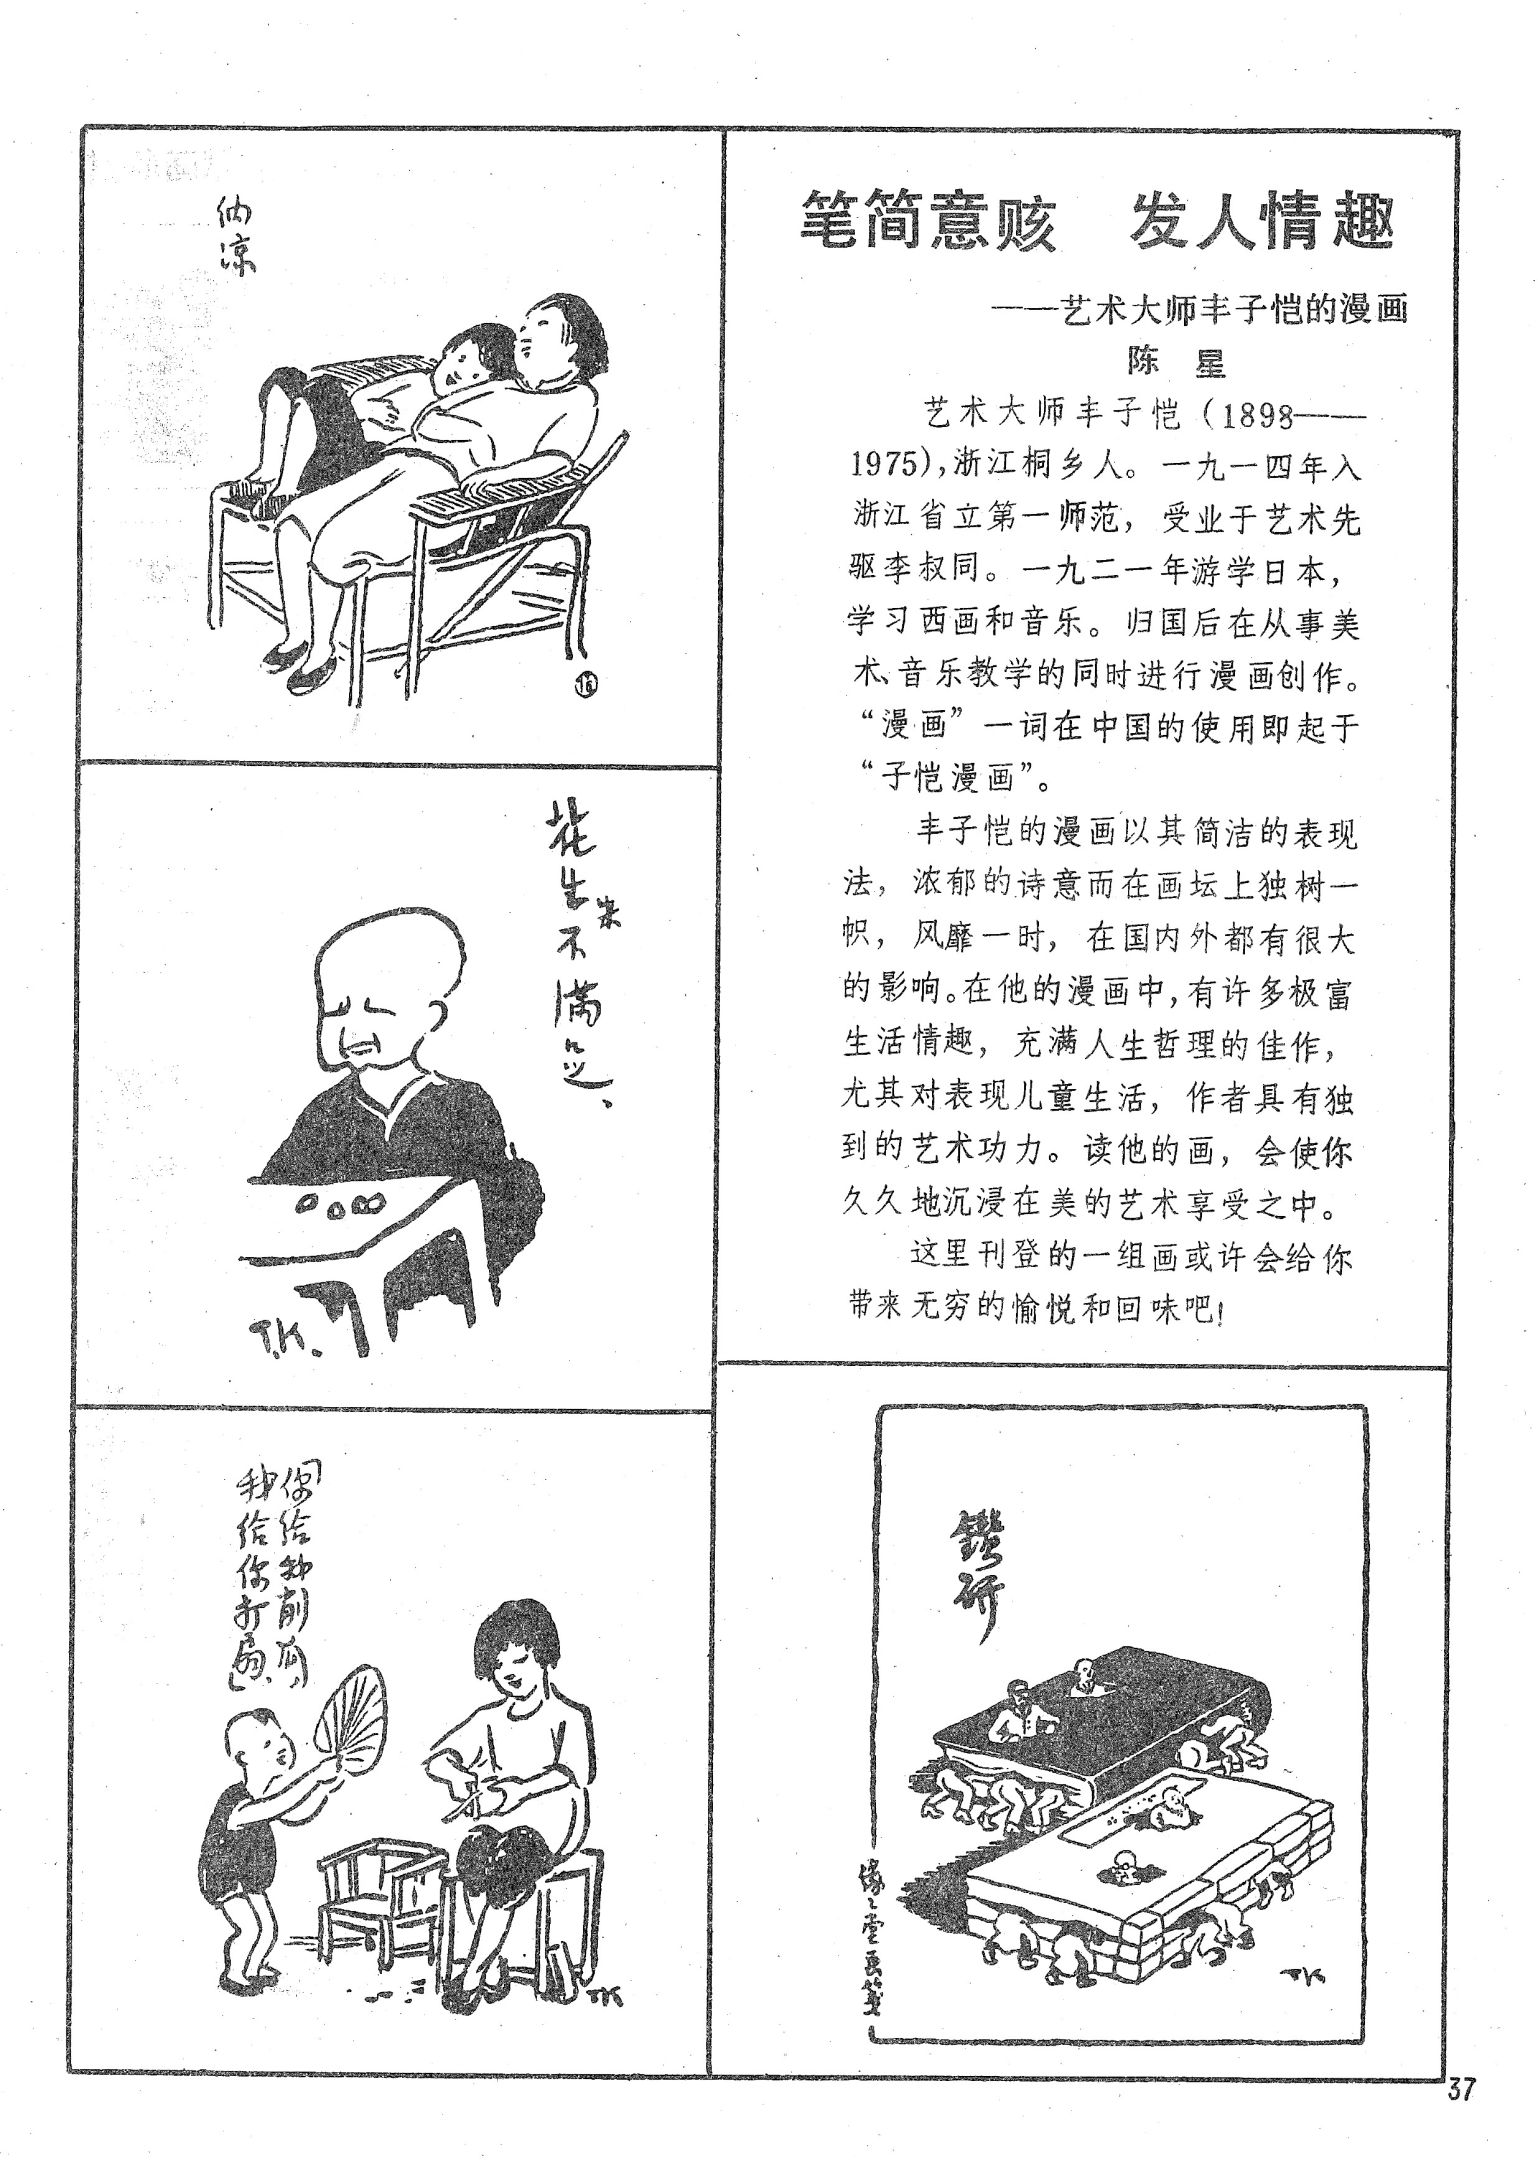 笔简意赅 发人情趣
——艺术大师丰子恺的漫画
陈 星
艺术大师丰子恺（1898——
1975），浙江桐乡人。一九一四年入
浙江省立第一师范，受业于艺术先
驱李叔同。一九二一年游学日本，
学习西画和音乐。归国后在从事美
术、音乐教学的同时进行漫画创作。
“漫画”一词在中国的使用即起于
“子恺漫画”。
丰子恺的漫画以其简洁的表现
法，浓郁的诗意而在画坛上独树一
帜，风靡一时，在国内外都有很大
的影响。在他的漫画中，有许多极富
生活情趣，充满人生哲理的佳作，
尤其对表现儿童生活，作者具有独
到的艺术功力。读他的画，会使你
久久地沉浸在美的艺术享受之中。
这里刊登的一组画或许会给你
带来无穷的愉悦和回味吧！
纳凉
花生米不满足、
T.K.
「你给我削瓜，
我给你打扇」
TK
鑽研
缘缘堂画笺
TK
37